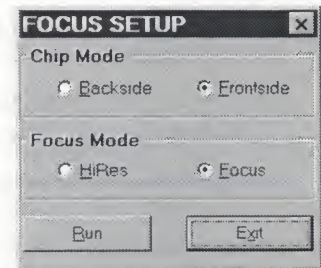 FOCUS SETUP
Chip Mode
Backside Frontside
Focus Mode
HiRes Focus
Run Exit